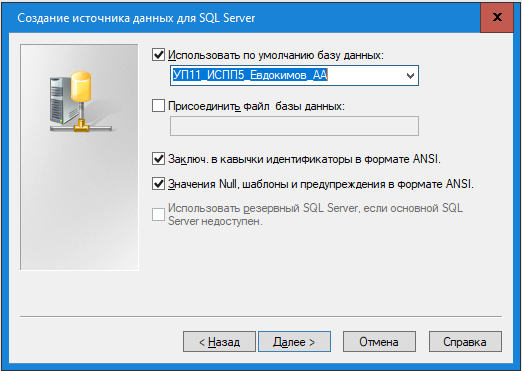 Создание источника данных для SQL Server
x
Использовать по умолчанию базу данных:
УП11_ИСПП5_Евдокимов_АА
Присоединить файл базы данных:
Заключ. в кавычки идентификаторы в формате ANSI.
Значения Null, шаблоны и предупреждения в формате ANSI.
Использовать резервный SQL Server, если основной SQL
Server недоступен.
< Назад
Далее >
Отмена
Справка